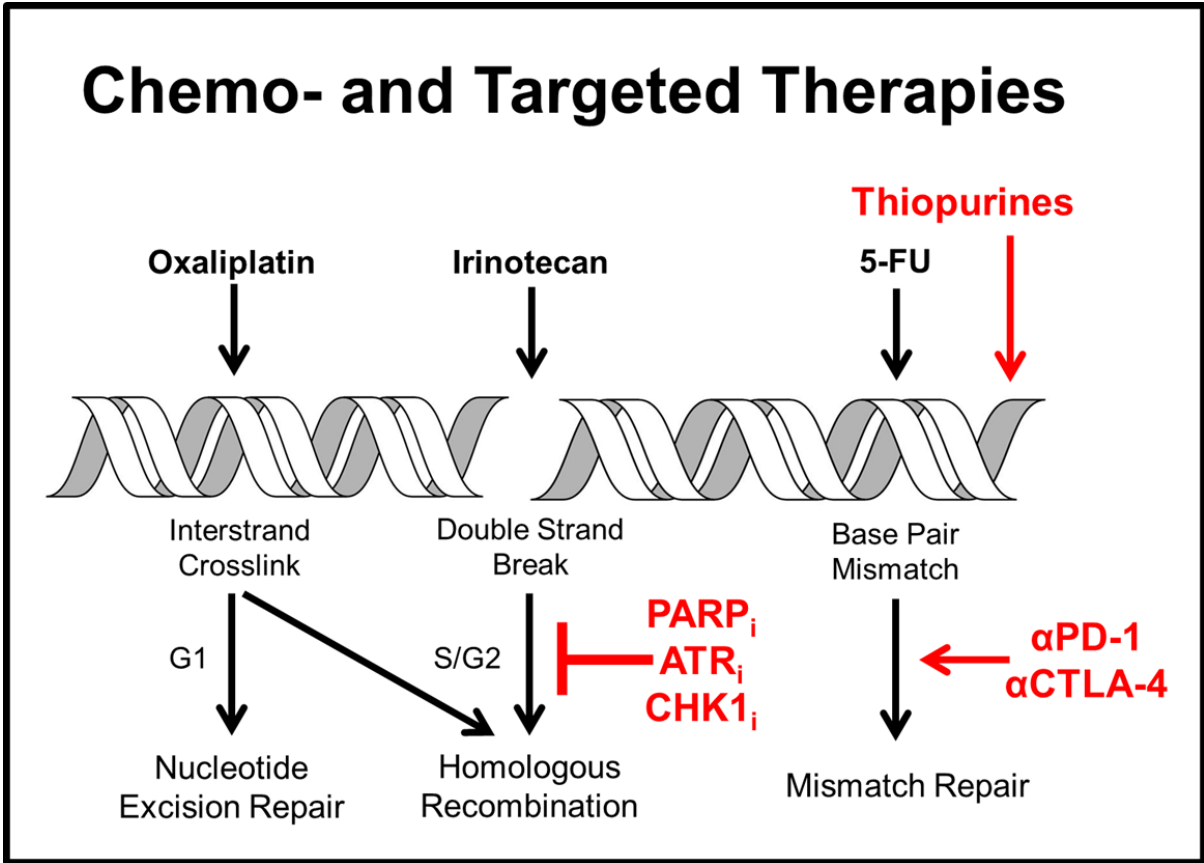 Chemo- and Targeted Therapies
Thiopurines
Oxaliplatin
Irinotecan
5-FU
Interstrand
Crosslink
Double Strand
Break
Base Pair
Mismatch
G1
S/G2
PARPi
ATRi
CHK1i
αPD-1
αCTLA-4
Nucleotide
Excision Repair
Homologous
Recombination
Mismatch Repair